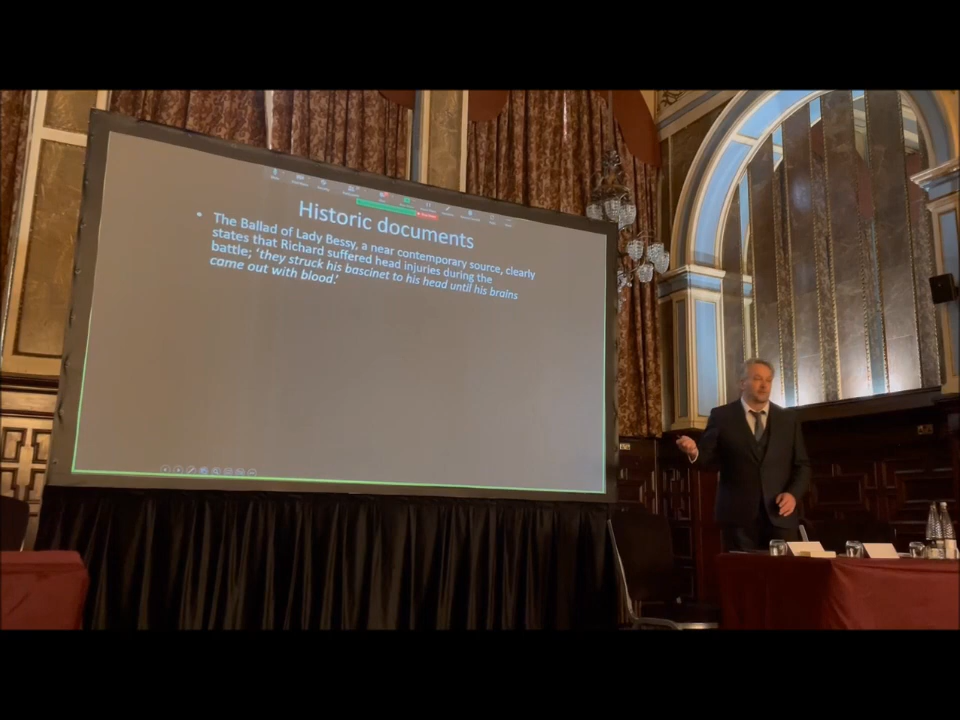 Historic documents
• The Ballad of Lady Bessy, a near contemporary source, clearly
states that Richard suffered head injuries during the
battle; 'they struck his bascinet to his head until his brains
came out with blood.'